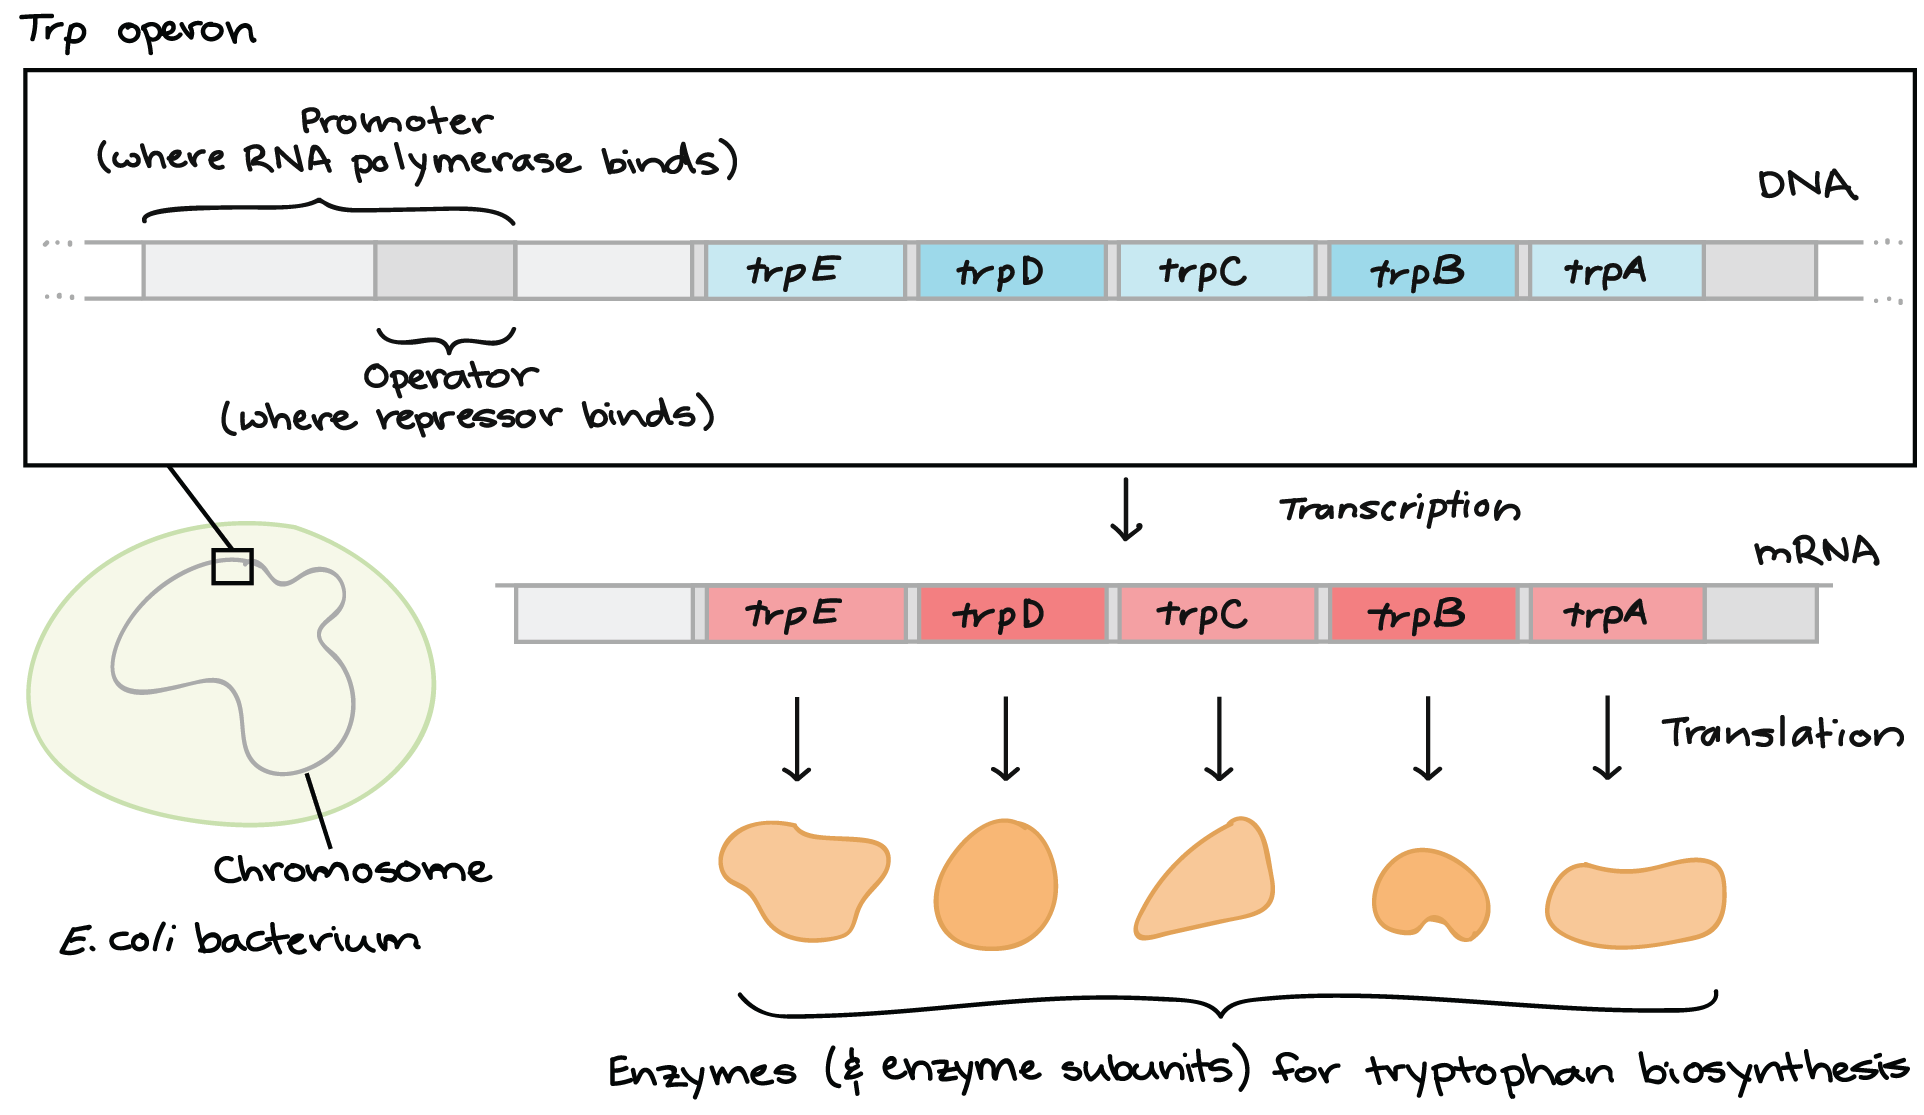 Trp operon
Promoter
(where RNA polymerase binds)
DNA
trpE trpD trpC trpB trpA
Operator
(where repressor binds)
Transcription
mRNA
trpE trpD trpC trpB trpA
Translation
Chromosome
E. coli bacterium
Enzymes (& enzyme subunits) for tryptophan biosynthesis